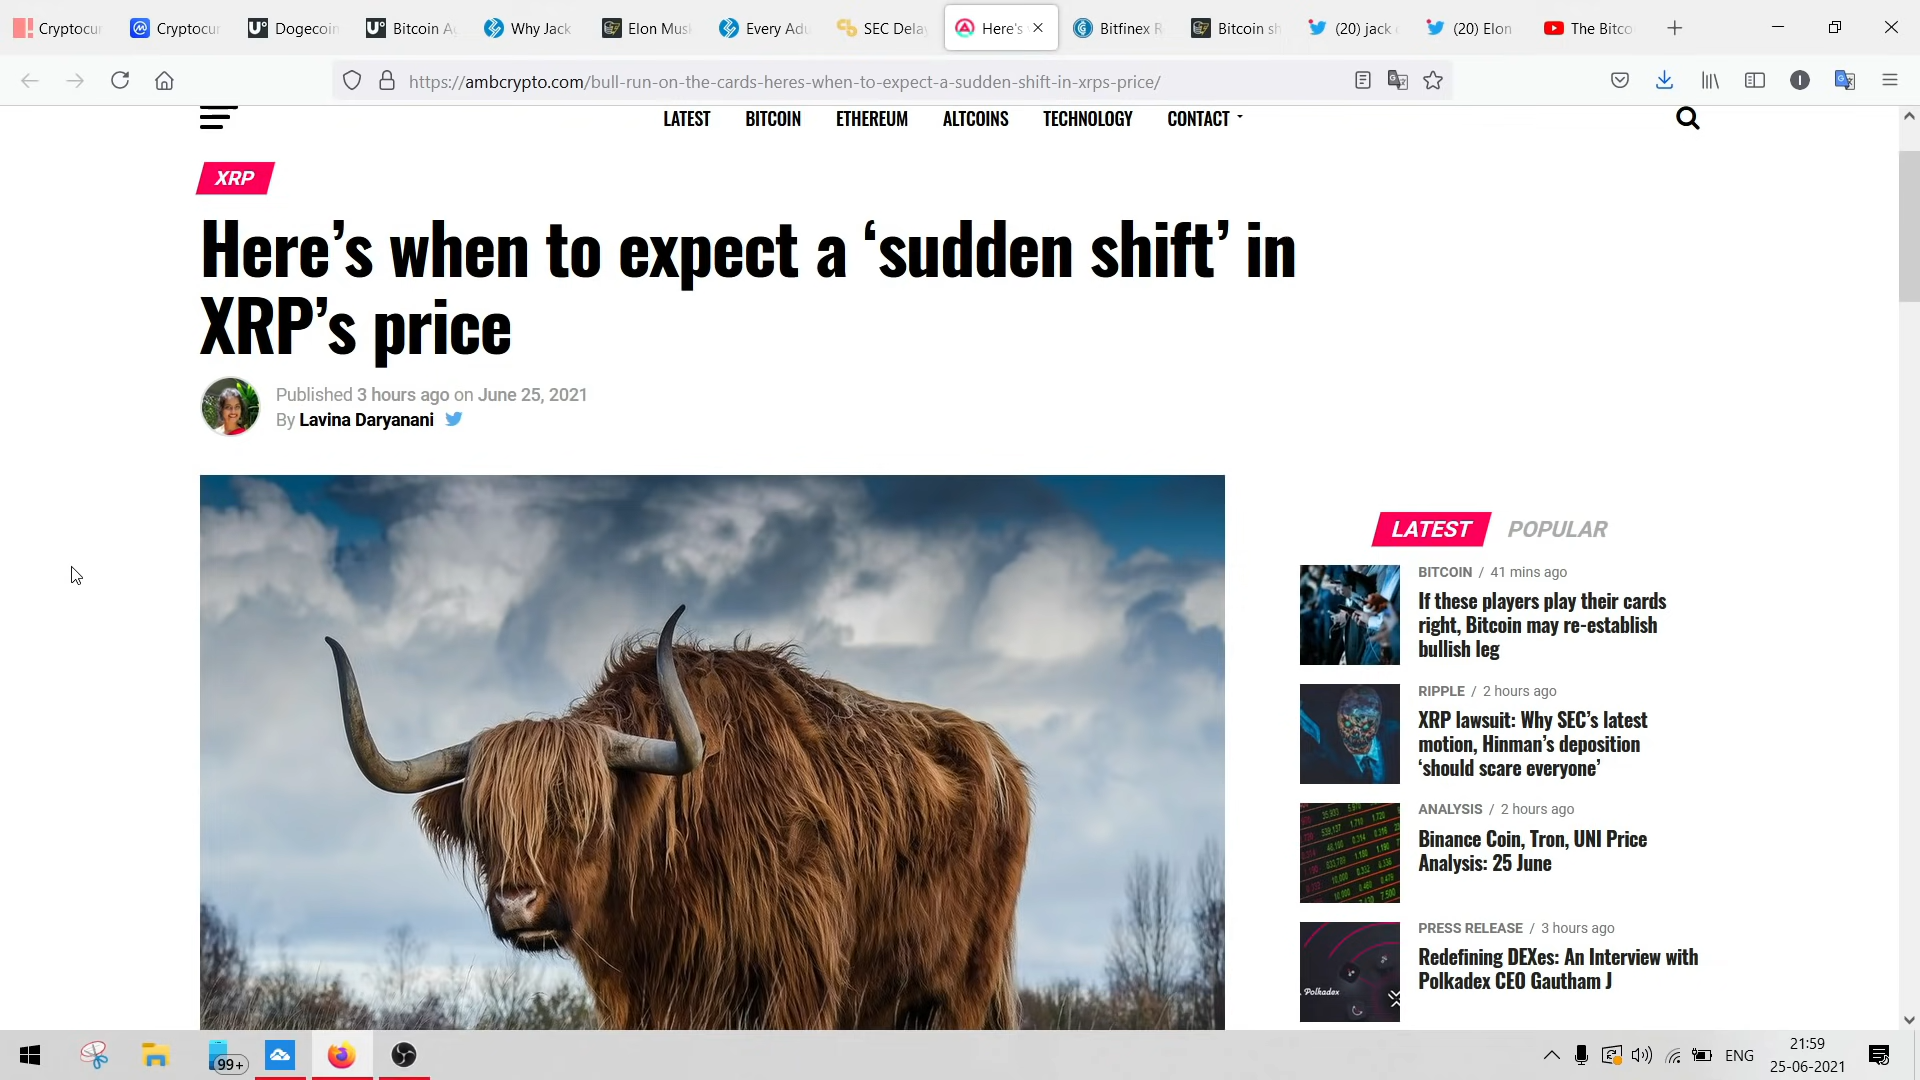 Cryptocur
Cryptocur
Dogecoin
Bitcoin A
Why Jack
Elon Musk
Every Adu
SEC Dela
Here's
Bitfinex R
Bitcoin sh
(20) jack
(20) Elon
The Bitco
https://ambcrypto.com/bull-run-on-the-cards-heres-when-to-expect-a-sudden-shift-in-xrps-price/
LATEST BITCOIN ETHEREUM ALTCOINS TECHNOLOGY CONTACT
XRP
Here’s when to expect a ‘sudden shift’ in
XRP’s price
Published 3 hours ago on June 25, 2021
By Lavina Daryanani
LATEST POPULAR
BITCOIN / 41 mins ago
If these players play their cards
right, Bitcoin may re-establish
bullish leg
RIPPLE / 2 hours ago
XRP lawsuit: Why SEC’s latest
motion, Hinman’s deposition
‘should scare everyone’
ANALYSIS / 2 hours ago
Binance Coin, Tron, UNI Price
Analysis: 25 June
PRESS RELEASE / 3 hours ago
Redefining DEXes: An Interview with
Polkadex CEO Gautham J
Polkadex
99+
ENG
21:59
25-06-2021